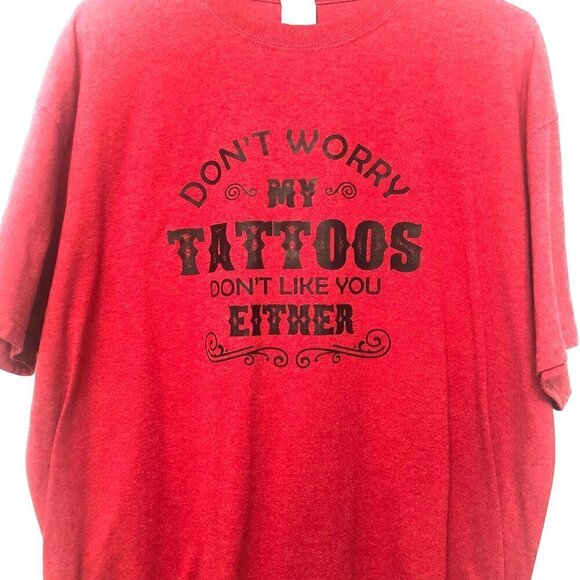 DON'T WORRY
MY
TATTOOS
DON'T LIKE YOU
EITHER